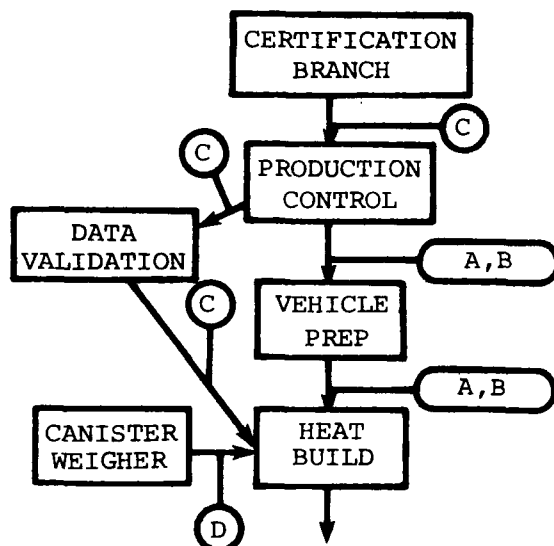 CERTIFICATION
BRANCH
C
C
PRODUCTION
CONTROL
DATA
VALIDATION
A,B
C
VEHICLE
PREP
A,B
CANISTER
WEIGHER
HEAT
BUILD
D